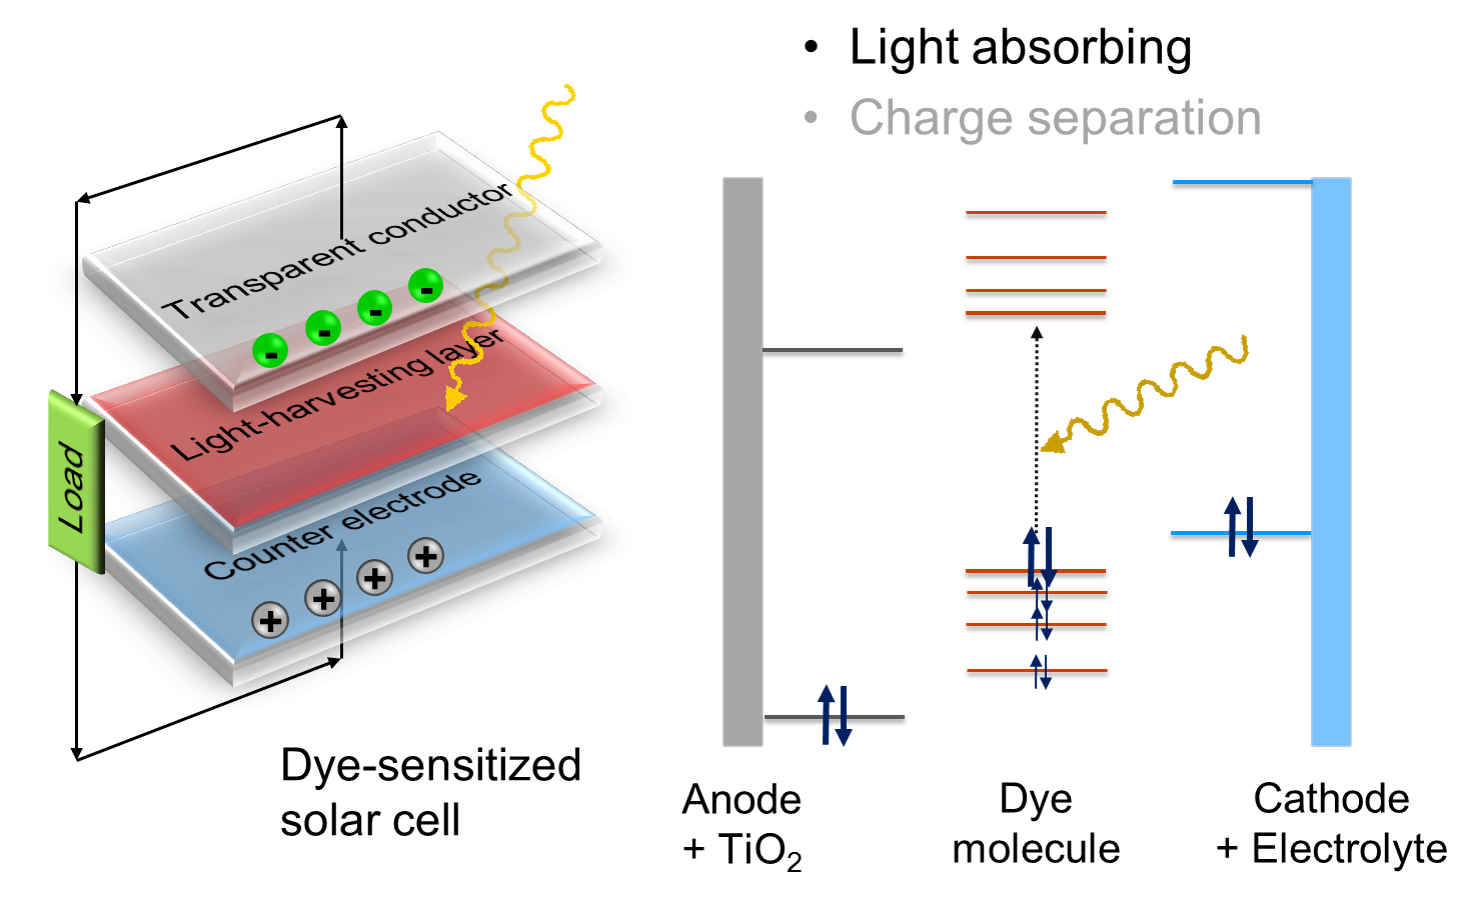 • Light absorbing
• Charge separation
Transparent conductor
- - - -
Light-harvesting layer
Load
Counter electrode
+ + + +
Dye-sensitized
solar cell
Anode
+ TiO₂
Dye
molecule
Cathode
+ Electrolyte